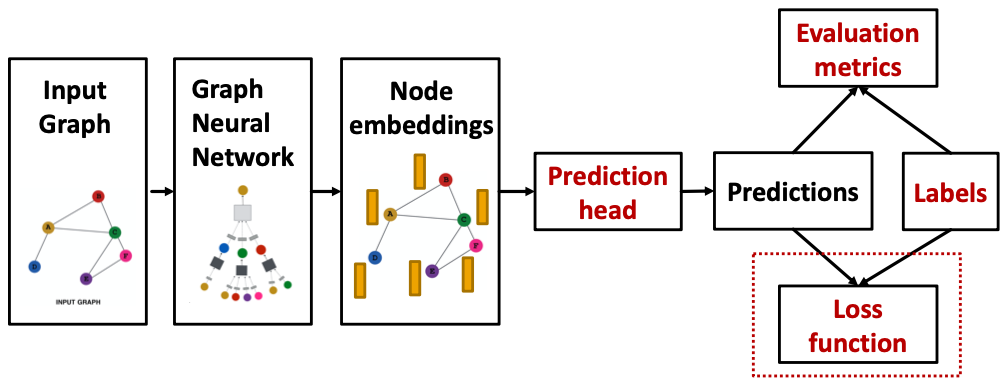 Input
Graph
B
A
C
F
D
E
INPUT GRAPH
Graph
Neural
Network
Node
embeddings
B
A
C
F
D
E
Prediction
head
Predictions
Labels
Evaluation
metrics
Loss
function